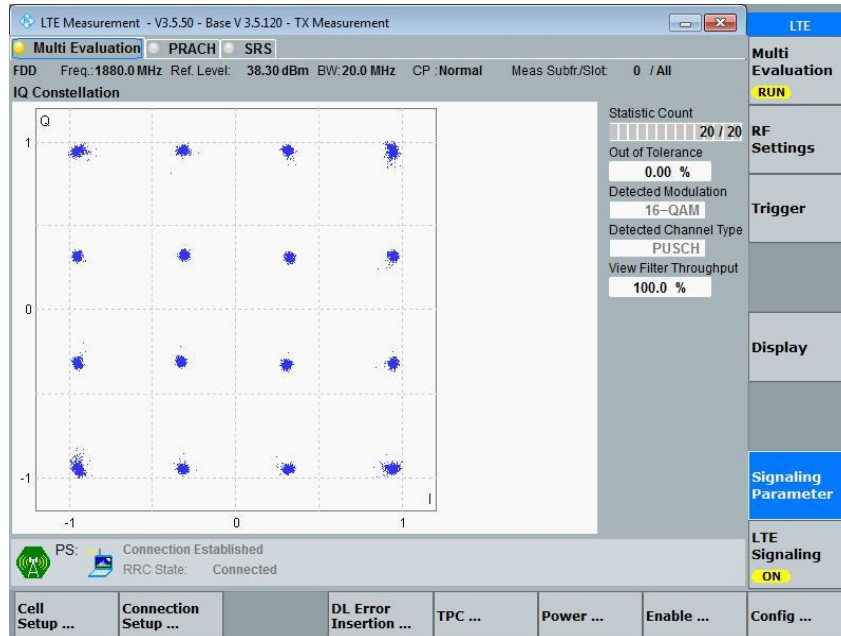 LTE Measurement - V3.5.50 - Base V 3.5.120 - TX Measurement
LTE
Multi Evaluation PRACH SRS
FDD Freq.:1880.0 MHz Ref. Level: 38.30 dBm BW:20.0 MHz CP :Normal Meas Subfr./Slot: 0 / All
IQ Constellation
Q
1
0
-1
-1 0 1
I
Statistic Count
20 / 20
Out of Tolerance
0.00 %
Detected Modulation
16-QAM
Detected Channel Type
PUSCH
View Filter Throughput
100.0 %
Multi
Evaluation
RUN
RF
Settings
Trigger
Display
Signaling
Parameter
LTE
Signaling
ON
PS: Connection Established
RRC State: Connected
Cell
Setup ...
Connection
Setup ...
DL Error
Insertion ...
TPC ...
Power ...
Enable ...
Config ...